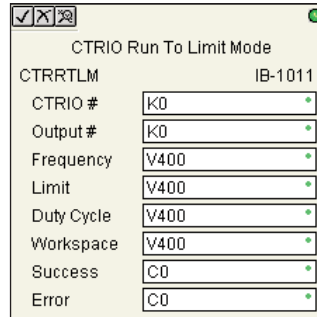 CTRIO Run To Limit Mode
CTRRTLM IB-1011
CTRIO # K0
Output # K0
Frequency V400
Limit V400
Duty Cycle V400
Workspace V400
Success C0
Error C0